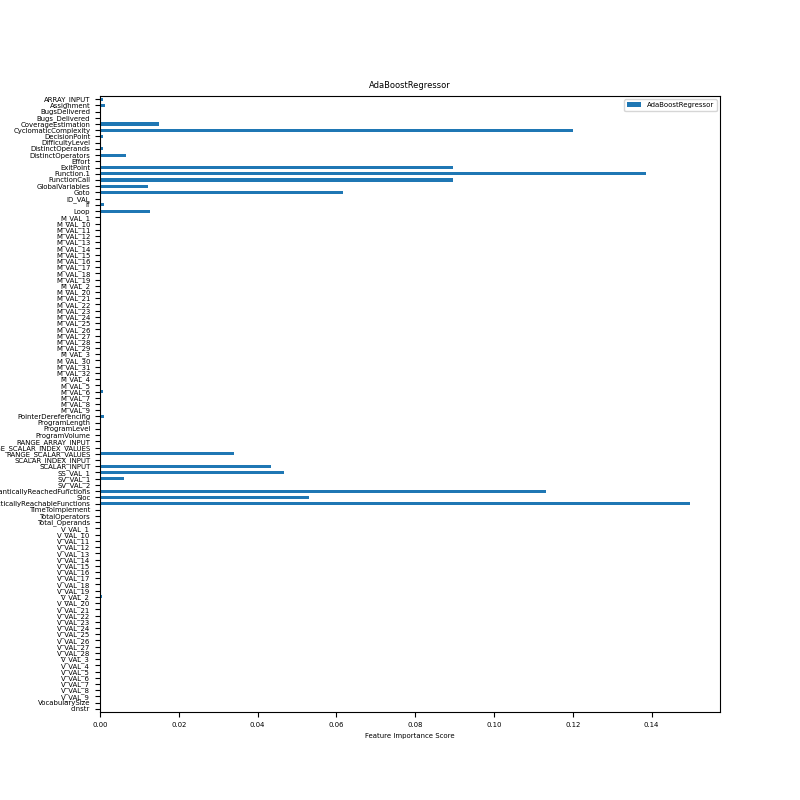 AdaBoostRegressor
AdaBoostRegressor
ARRAY_INPUT
Assignment
BugsDelivered
Bugs_Delivered
CoverageEstimation
CyclomaticComplexity
DecisionPoint
DifficultyLevel
DistinctOperands
DistinctOperators
Effort
ExitPoint
Function.1
FunctionCall
GlobalVariables
Goto
ID_VAL
If
Loop
M_VAL_1
M_VAL_10
M_VAL_11
M_VAL_12
M_VAL_13
M_VAL_14
M_VAL_15
M_VAL_16
M_VAL_17
M_VAL_18
M_VAL_19
M_VAL_2
M_VAL_20
M_VAL_21
M_VAL_22
M_VAL_23
M_VAL_24
M_VAL_25
M_VAL_26
M_VAL_27
M_VAL_28
M_VAL_29
M_VAL_3
M_VAL_30
M_VAL_31
M_VAL_32
M_VAL_4
M_VAL_5
M_VAL_6
M_VAL_7
M_VAL_8
M_VAL_9
PointerDereferencing
ProgramLength
ProgramLevel
ProgramVolume
RANGE_ARRAY_INPUT
E_SCALAR_INDEX_VALUES
RANGE_SCALAR_VALUES
SCALAR_INDEX_INPUT
SCALAR_INPUT
SS_VAL_1
SV_VAL_1
SV_VAL_2
anticallyReachedFunctions
Sloc
ticallyReachableFunctions
TimeToImplement
TotalOperators
Total_Operands
V_VAL_1
V_VAL_10
V_VAL_11
V_VAL_12
V_VAL_13
V_VAL_14
V_VAL_15
V_VAL_16
V_VAL_17
V_VAL_18
V_VAL_19
V_VAL_2
V_VAL_20
V_VAL_21
V_VAL_22
V_VAL_23
V_VAL_24
V_VAL_25
V_VAL_26
V_VAL_27
V_VAL_28
V_VAL_3
V_VAL_4
V_VAL_5
V_VAL_6
V_VAL_7
V_VAL_8
V_VAL_9
VocabularySize
cinstr
0.00 0.02 0.04 0.06 0.08 0.10 0.12 0.14
Feature Importance Score